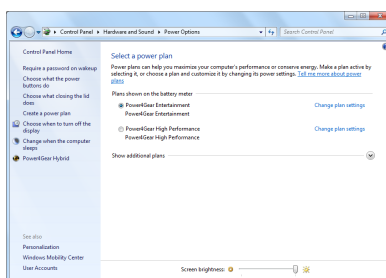 Control Panel ▸ Hardware and Sound ▸ Power Options
Search Control Panel
Control Panel Home
Require a password on wakeup
Choose what the power
buttons do
Choose what closing the lid
does
Create a power plan
Choose when to turn off the
display
Change when the computer
sleeps
Power4Gear Hybrid
See also
Personalization
Windows Mobility Center
User Accounts
Select a power plan
Power plans can help you maximize your computer's performance or conserve energy. Make a plan active by
selecting it, or choose a plan and customize it by changing its power settings. Tell me more about power
plans
Plans shown on the battery meter
Power4Gear Entertainment Change plan settings
Power4Gear Entertainment
Power4Gear High Performance Change plan settings
Power4Gear High Performance
Show additional plans
Screen brightness: